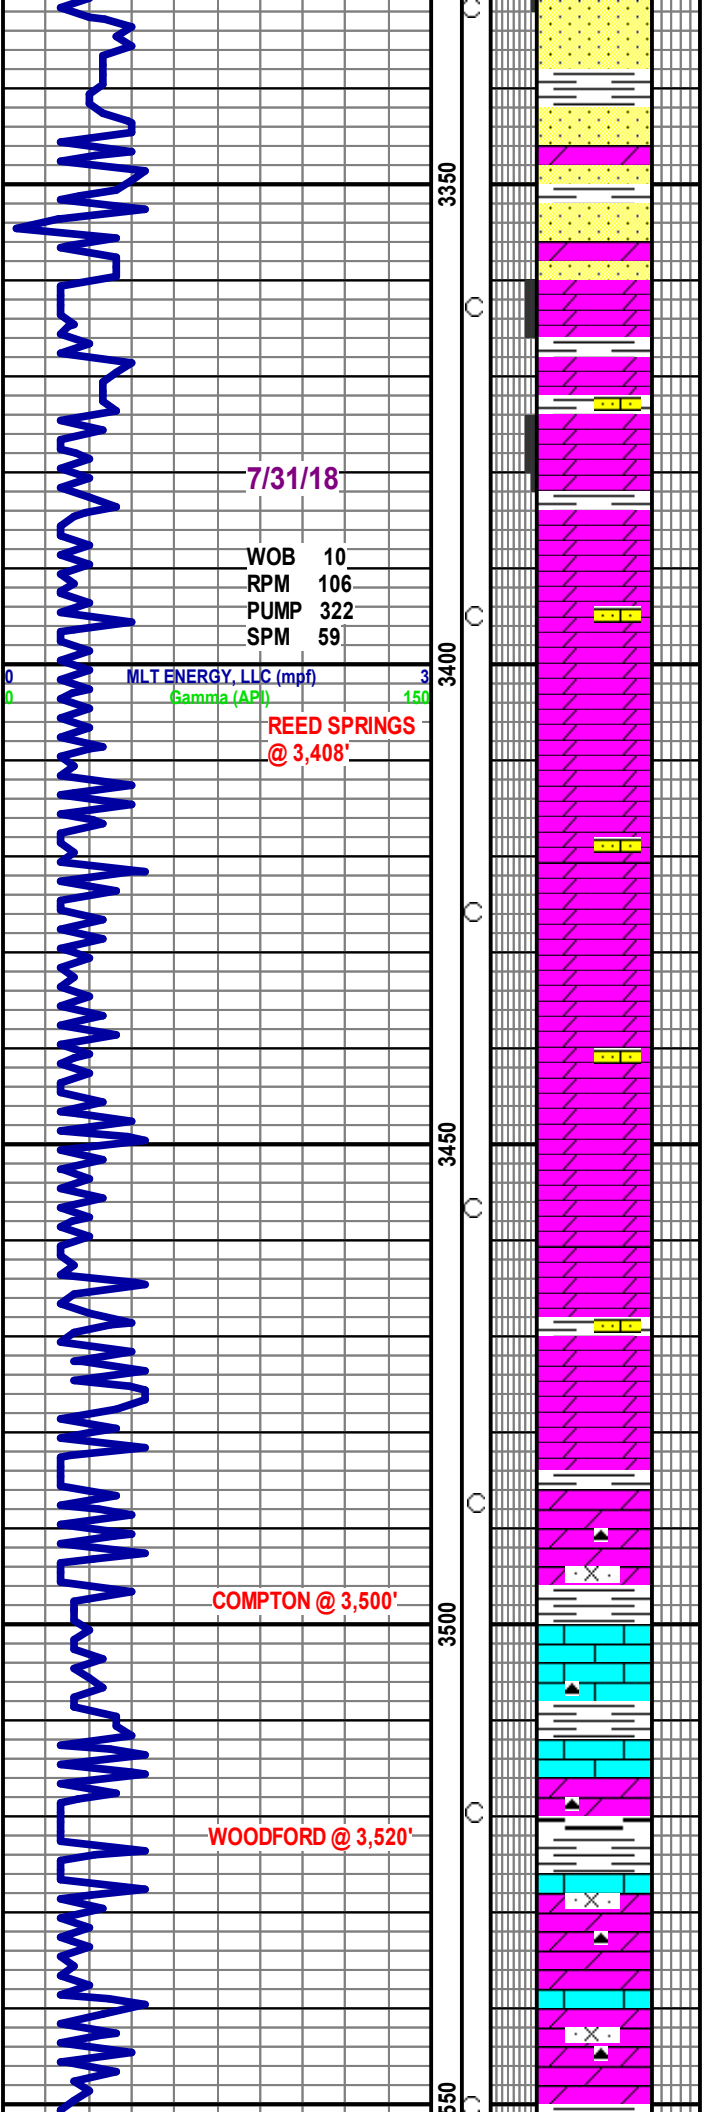 3350
7/31/18
WOB 10
RPM 106
PUMP 322
SPM 59
3400
0 MLT ENERGY, LLC (mpf) 3
0 Gamma (API) 150
REED SPRINGS
@ 3,408'
3450
COMPTON @ 3,500'
3500
WOODFORD @ 3,520'